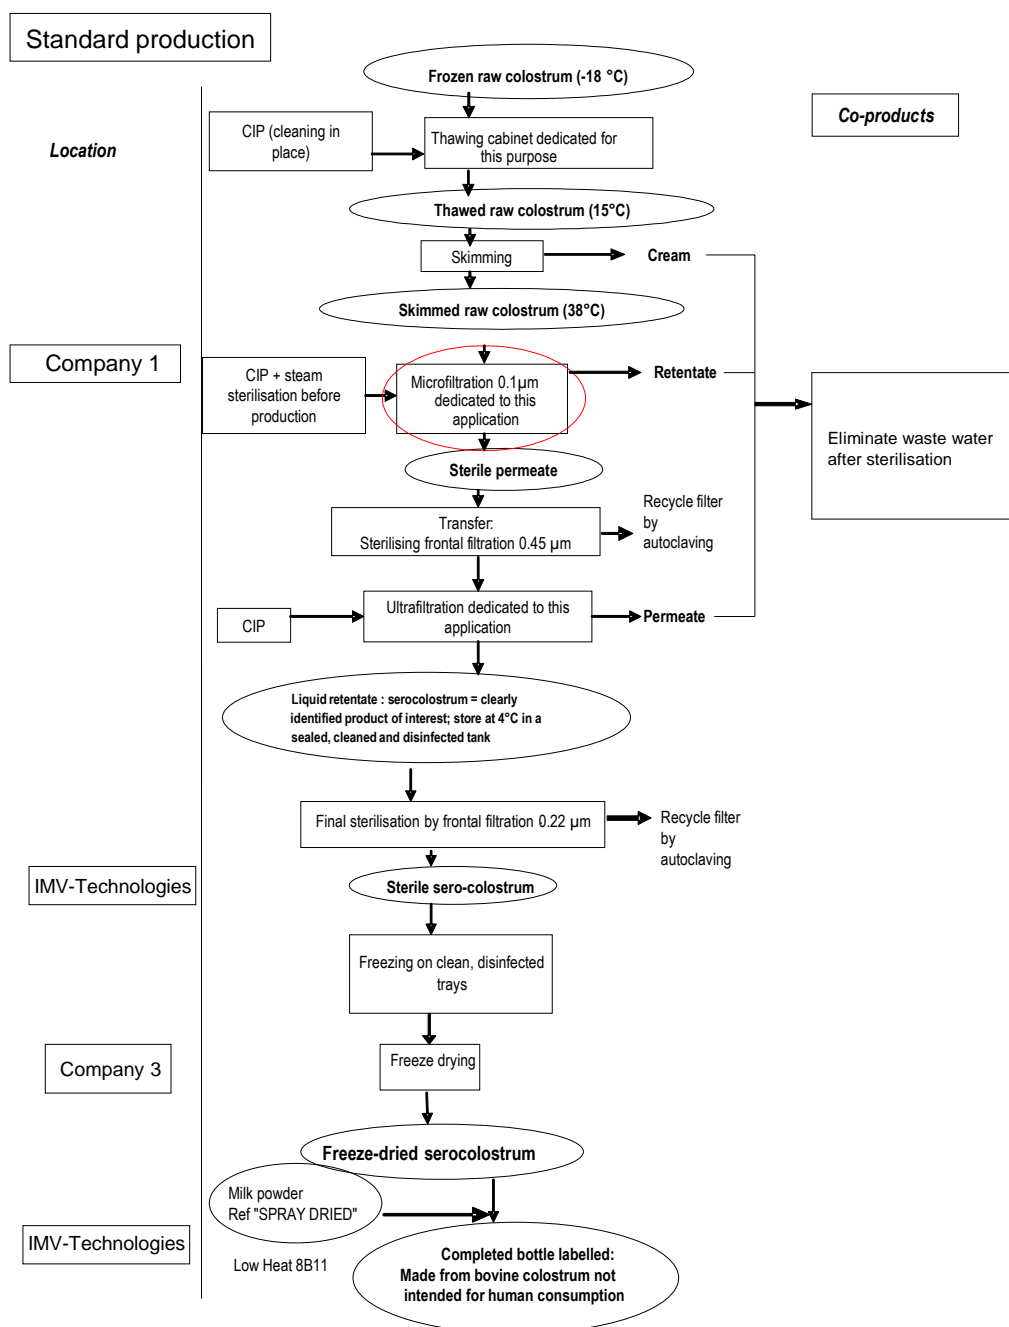 Standard production
Frozen raw colostrum (-18 °C)
Co-products
Location
CIP (cleaning in
place)
Thawing cabinet dedicated for
this purpose
Thawed raw colostrum (15°C)
Skimming
Cream
Skimmed raw colostrum (38°C)
Company 1
CIP + steam
sterilisation before
production
Microfiltration 0.1µm
dedicated to this
application
Retentate
Eliminate waste water
after sterilisation
Sterile permeate
Transfer:
Sterilising frontal filtration 0.45 µm
Recycle filter
by
autoclaving
CIP
Ultrafiltration dedicated to this
application
Permeate
Liquid retentate : serocolostrum = clearly
identified product of interest; store at 4°C in a
sealed, cleaned and disinfected tank
Final sterilisation by frontal filtration 0.22 µm
Recycle filter
by
autoclaving
IMV-Technologies
Sterile sero-colostrum
Freezing on clean, disinfected
trays
Company 3
Freeze drying
Freeze-dried serocolostrum
Milk powder
Ref "SPRAY DRIED"
IMV-Technologies
Low Heat 8B11
Completed bottle labelled:
Made from bovine colostrum not
intended for human consumption